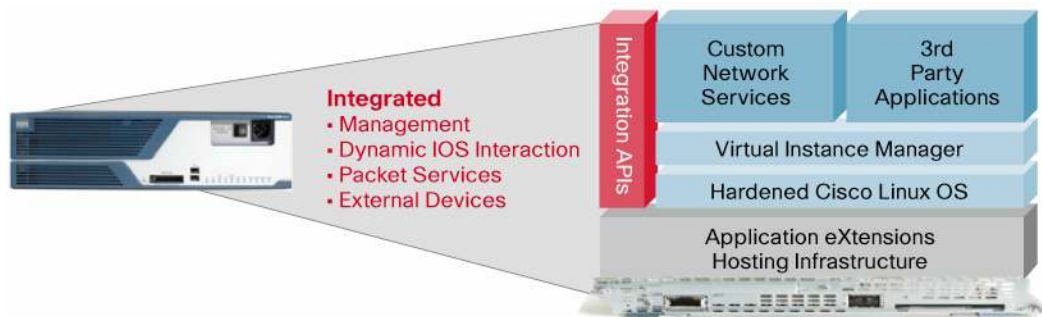 Integrated
▪ Management
▪ Dynamic IOS Interaction
▪ Packet Services
▪ External Devices
Integration APIs
Custom
Network
Services
3rd
Party
Applications
Virtual Instance Manager
Hardened Cisco Linux OS
Application eXtensions
Hosting Infrastructure